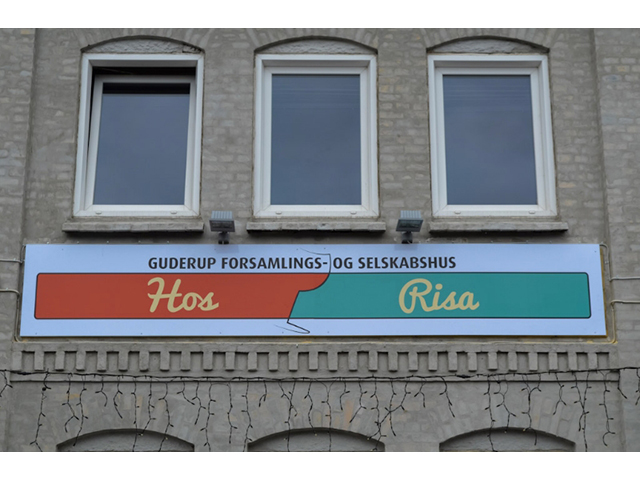 GUDERUP FORSAMLINGS- OG SELSKABSHUS
Hos Risa